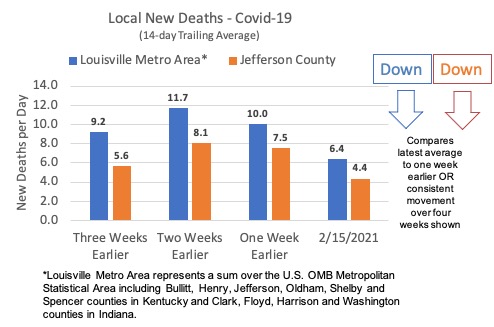 Local New Deaths - Covid-19
(14-day Trailing Average)
Louisville Metro Area* Jefferson County
Down Down
New Deaths per Day
14.0
12.0
10.0
8.0
6.0
4.0
2.0
0.0
9.2
5.6
11.7
8.1
10.0
7.5
6.4
4.4
Three Weeks
Earlier
Two Weeks
Earlier
One Week
Earlier
2/15/2021
Compares
latest average
to one week
earlier OR
consistent
movement
over four
weeks shown
*Louisville Metro Area represents a sum over the U.S. OMB Metropolitan
Statistical Area including Bullitt, Henry, Jefferson, Oldham, Shelby and
Spencer counties in Kentucky and Clark, Floyd, Harrison and Washington
counties in Indiana.